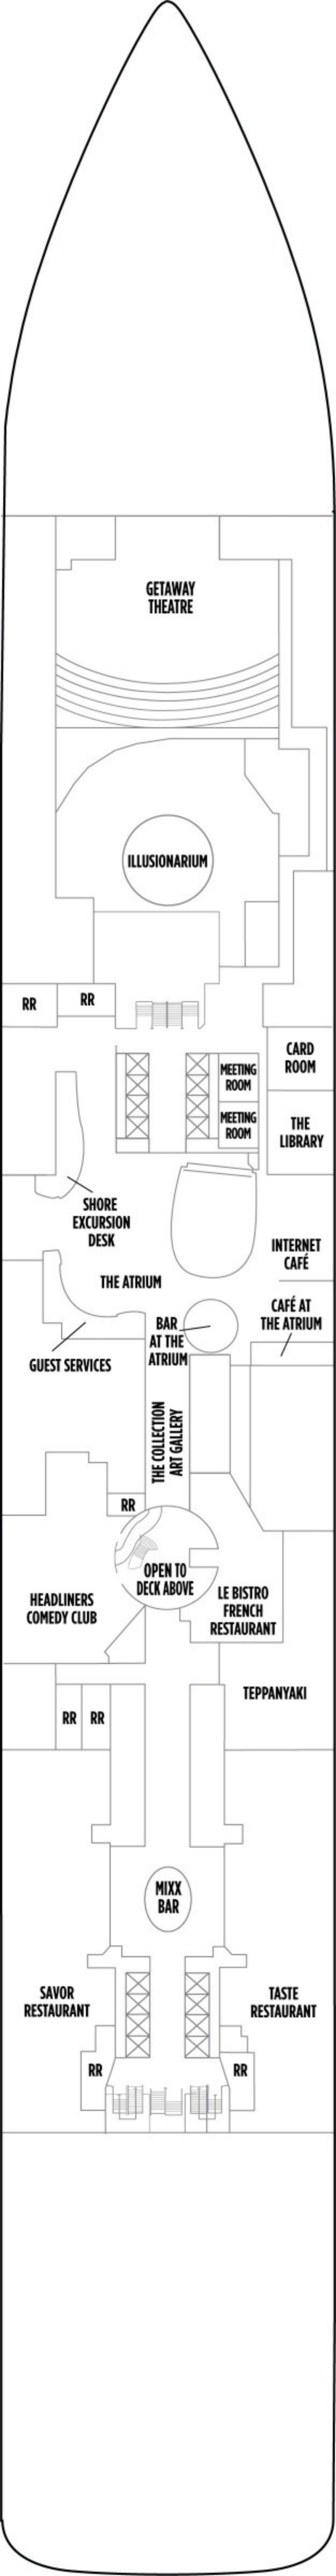 GETAWAY
THEATRE
ILLUSIONARIUM
RR
RR
MEETING
ROOM
MEETING
ROOM
CARD
ROOM
THE
LIBRARY
SHORE
EXCURSION
DESK
INTERNET
CAFÉ
THE ATRIUM
CAFÉ AT
THE ATRIUM
BAR
AT THE
ATRIUM
GUEST SERVICES
THE COLLECTION
ART GALLERY
RR
OPEN TO
DECK ABOVE
HEADLINERS
COMEDY CLUB
LE BISTRO
FRENCH
RESTAURANT
TEPPANYAKI
RR
RR
MIXX
BAR
SAVOR
RESTAURANT
TASTE
RESTAURANT
RR
RR